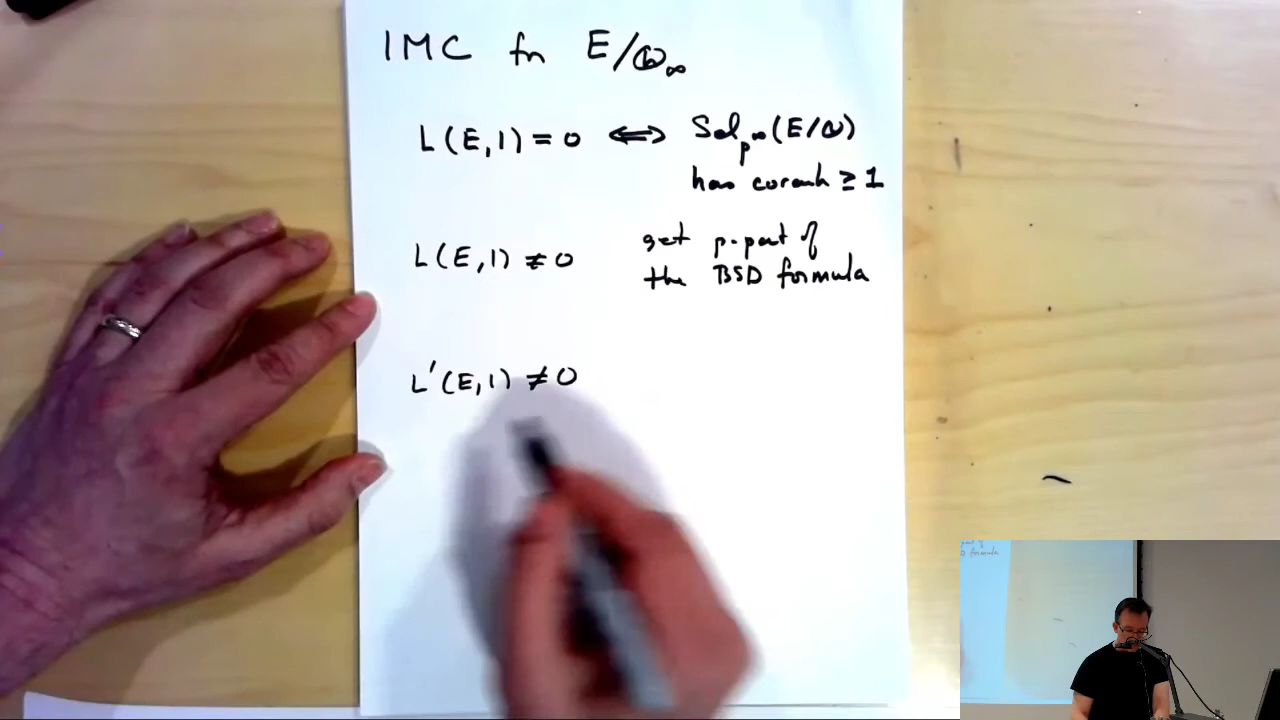 IMC for E/ℚ∞
L(E,1) = 0 ⟺ Sel_p∞(E/ℚ)
has corank ≥ 1
L(E,1) ≠ 0 get p-part of
the BSD formula
L'(E,1) ≠ 0